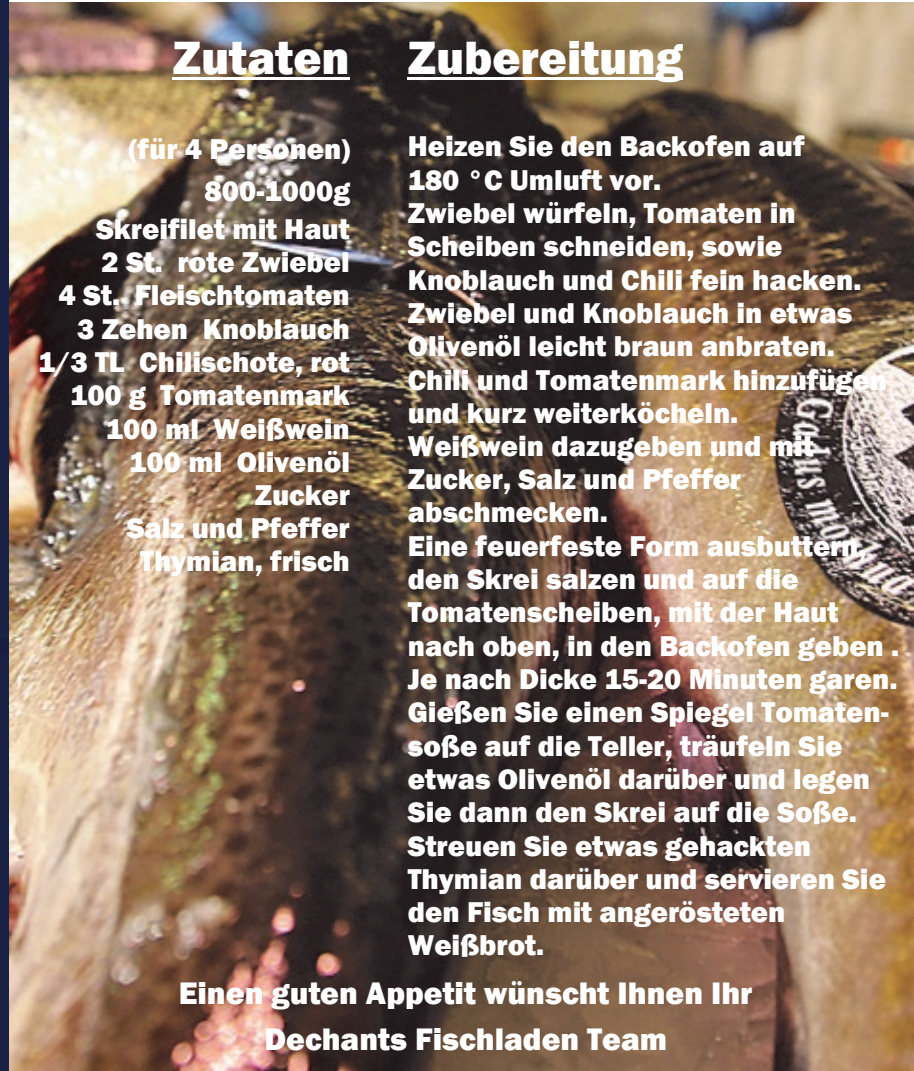 Zutaten
(für 4 Personen)
800-1000g
Skreifilet mit Haut
2 St. rote Zwiebel
4 St. Fleischtomaten
3 Zehen Knoblauch
1/3 TL Chilischote, rot
100 g Tomatenmark
100 ml Weißwein
100 ml Olivenöl
Zucker
Salz und Pfeffer
Thymian, frisch
Zubereitung
Heizen Sie den Backofen auf
180 °C Umluft vor.
Zwiebel würfeln, Tomaten in
Scheiben schneiden, sowie
Knoblauch und Chili fein hacken.
Zwiebel und Knoblauch in etwas
Olivenöl leicht braun anbraten.
Chili und Tomatenmark hinzufügen
und kurz weiterköcheln.
Weißwein dazugeben und mit
Zucker, Salz und Pfeffer
abschmecken.
Eine feuerfeste Form ausbuttern,
den Skrei salzen und auf die
Tomatenscheiben, mit der Haut
nach oben, in den Backofen geben .
Je nach Dicke 15-20 Minuten garen.
Gießen Sie einen Spiegel Tomaten-
soße auf die Teller, träufeln Sie
etwas Olivenöl darüber und legen
Sie dann den Skrei auf die Soße.
Streuen Sie etwas gehackten
Thymian darüber und servieren Sie
den Fisch mit angerösteten
Weißbrot.
Einen guten Appetit wünscht Ihnen Ihr
Dechants Fischladen Team
Gadus